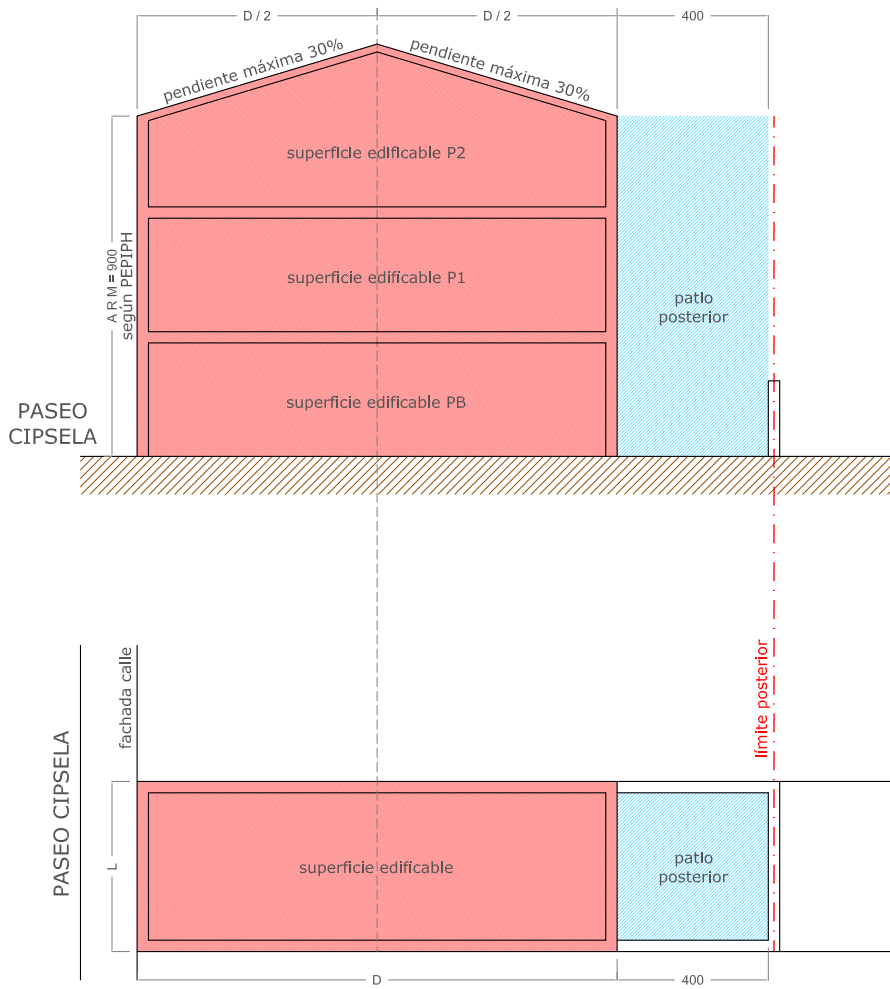 D / 2
D / 2
400
pendiente máxima 30%
pendiente máxima 30%
superficie edificable P2
A R M = 900
según PEPIPH
superficie edificable P1
patio
posterior
superficie edificable PB
PASEO
CIPSELA
fachada calle
límite posterior
PASEO CIPSELA
L
superficie edificable
patio
posterior
D
400